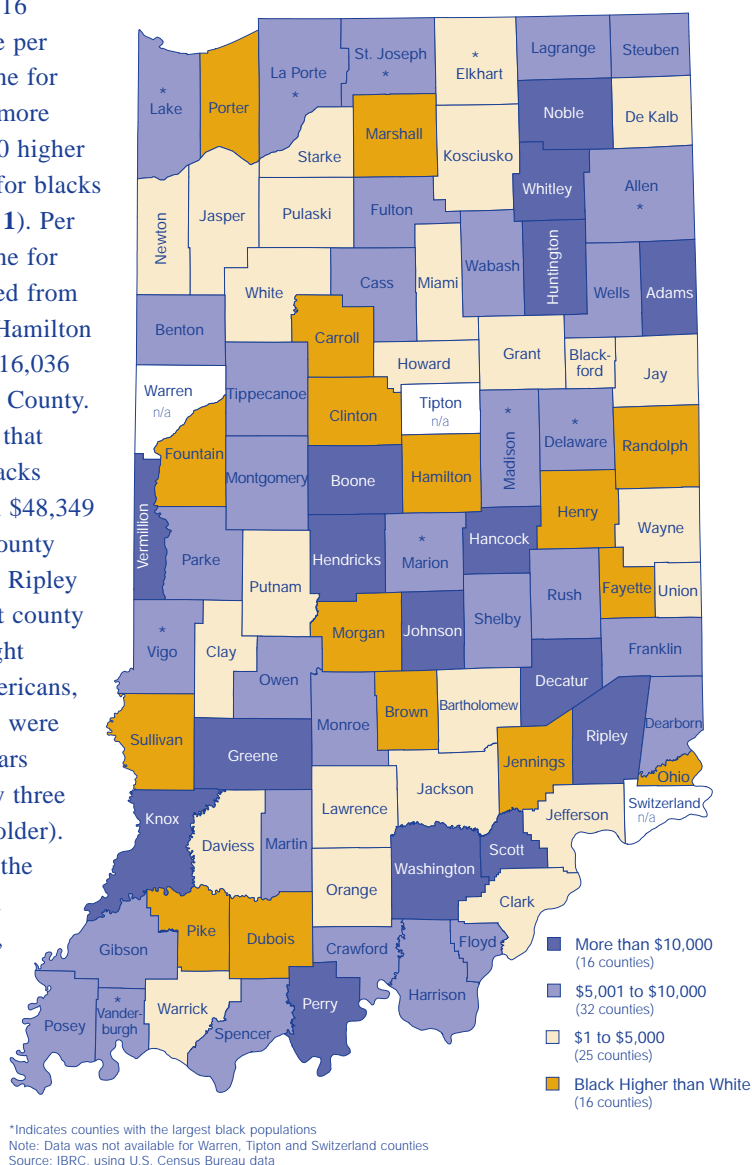 16
e per
me for
more
0 higher
for blacks
1). Per
me for
ed from
Hamilton
16,036
County.
that
acks
$48,349
ounty
Ripley
t county
ght
ericans,
were
ars
y three
older).
the
,
Lake
*
Porter
La Porte
*
St. Joseph
*
*
Elkhart
Lagrange
Steuben
Noble
De Kalb
Marshall
Starke
Kosciusko
Whitley
Allen
*
Newton
Jasper
Pulaski
Fulton
Wabash
Huntington
Wells
Adams
White
Cass
Miami
Benton
Carroll
Howard
Grant
Black-
ford
Jay
Warren
n/a
Tippecanoe
Clinton
Tipton
n/a
*
Madison
*
Delaware
Randolph
Fountain
Montgomery
Boone
Hamilton
Henry
Wayne
Vermillion
Parke
Putnam
Hendricks
*
Marion
Hancock
Rush
Fayette
Union
*
Vigo
Clay
Owen
Morgan
Johnson
Shelby
Franklin
Decatur
Sullivan
Greene
Monroe
Brown
Bartholomew
Jennings
Ripley
Dearborn
Ohio
Switzerland
n/a
Knox
Daviess
Martin
Lawrence
Jackson
Jefferson
Scott
Washington
Orange
Clark
Gibson
Pike
Dubois
Crawford
Floyd
Harrison
Posey
*
Vander-
burgh
Warrick
Spencer
Perry
More than $10,000
(16 counties)
$5,001 to $10,000
(32 counties)
$1 to $5,000
(25 counties)
Black Higher than White
(16 counties)
*Indicates counties with the largest black populations
Note: Data was not available for Warren, Tipton and Switzerland counties
Source: IBRC, using U.S. Census Bureau data